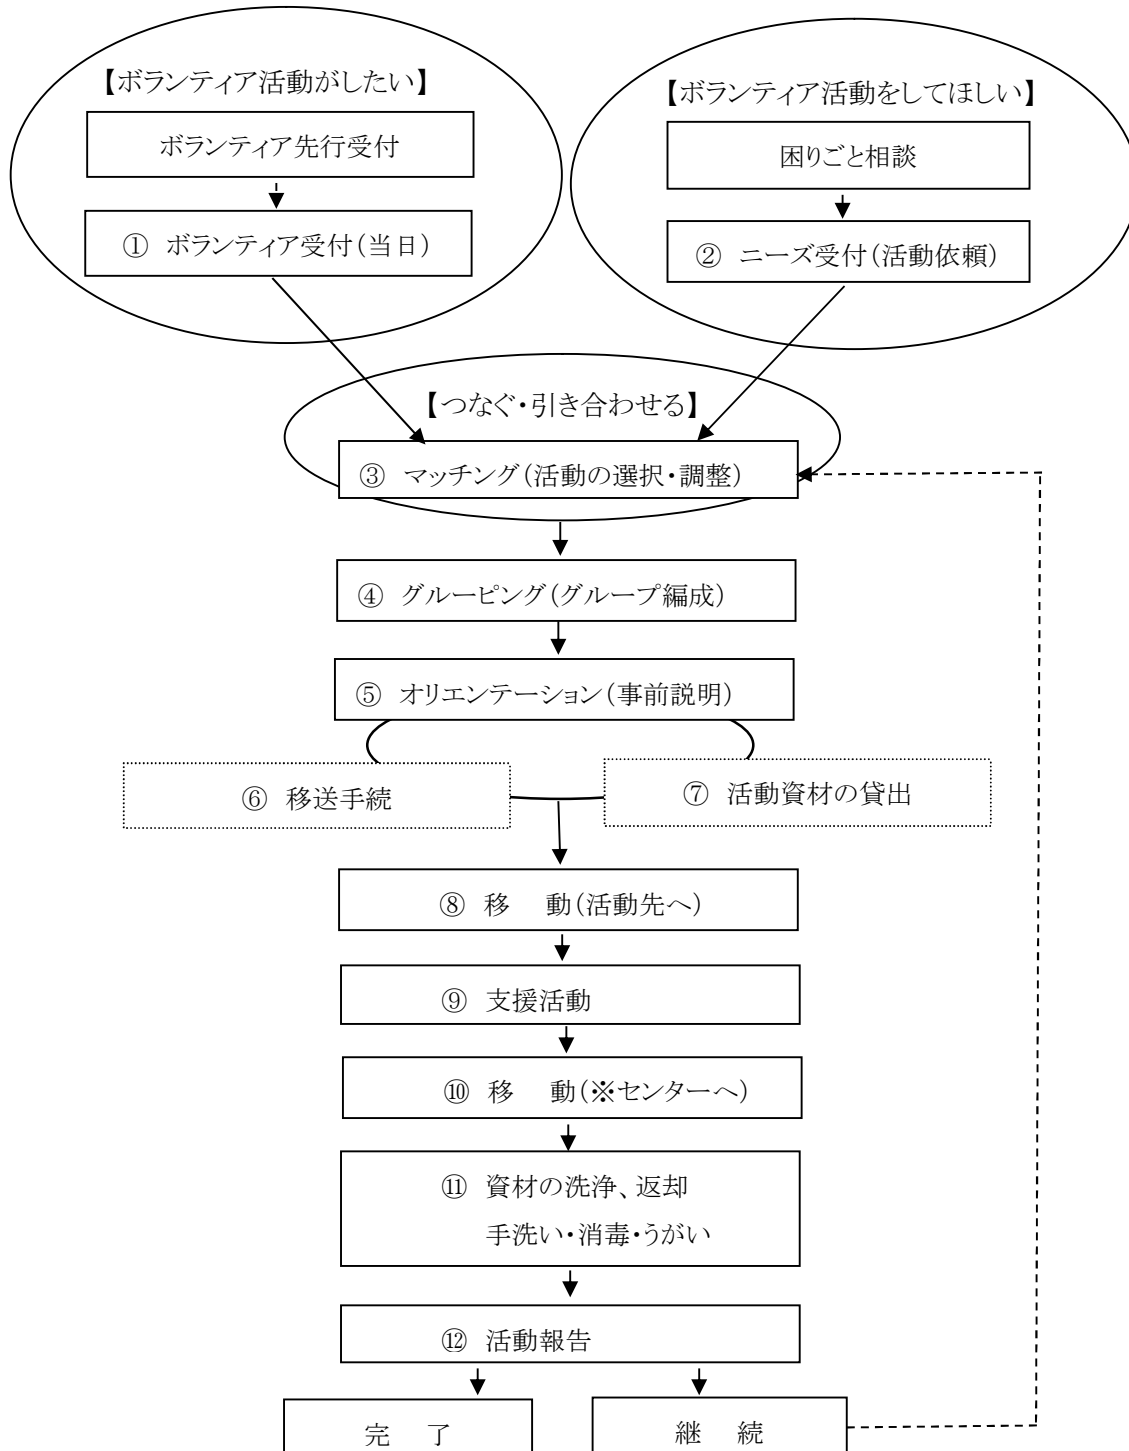 【ボランティア活動がしたい】
ボランティア先行受付
① ボランティア受付(当日)
【ボランティア活動をしてほしい】
困りごと相談
② ニーズ受付(活動依頼)
【つなぐ・引き合わせる】
③ マッチング(活動の選択・調整)
④ グルーピング(グループ編成)
⑤ オリエンテーション(事前説明)
⑥ 移送手続
⑦ 活動資材の貸出
⑧ 移　動(活動先へ)
⑨ 支援活動
⑩ 移　動(※センターへ)
⑪ 資材の洗浄、返却
手洗い・消毒・うがい
⑫ 活動報告
完　了
継　続